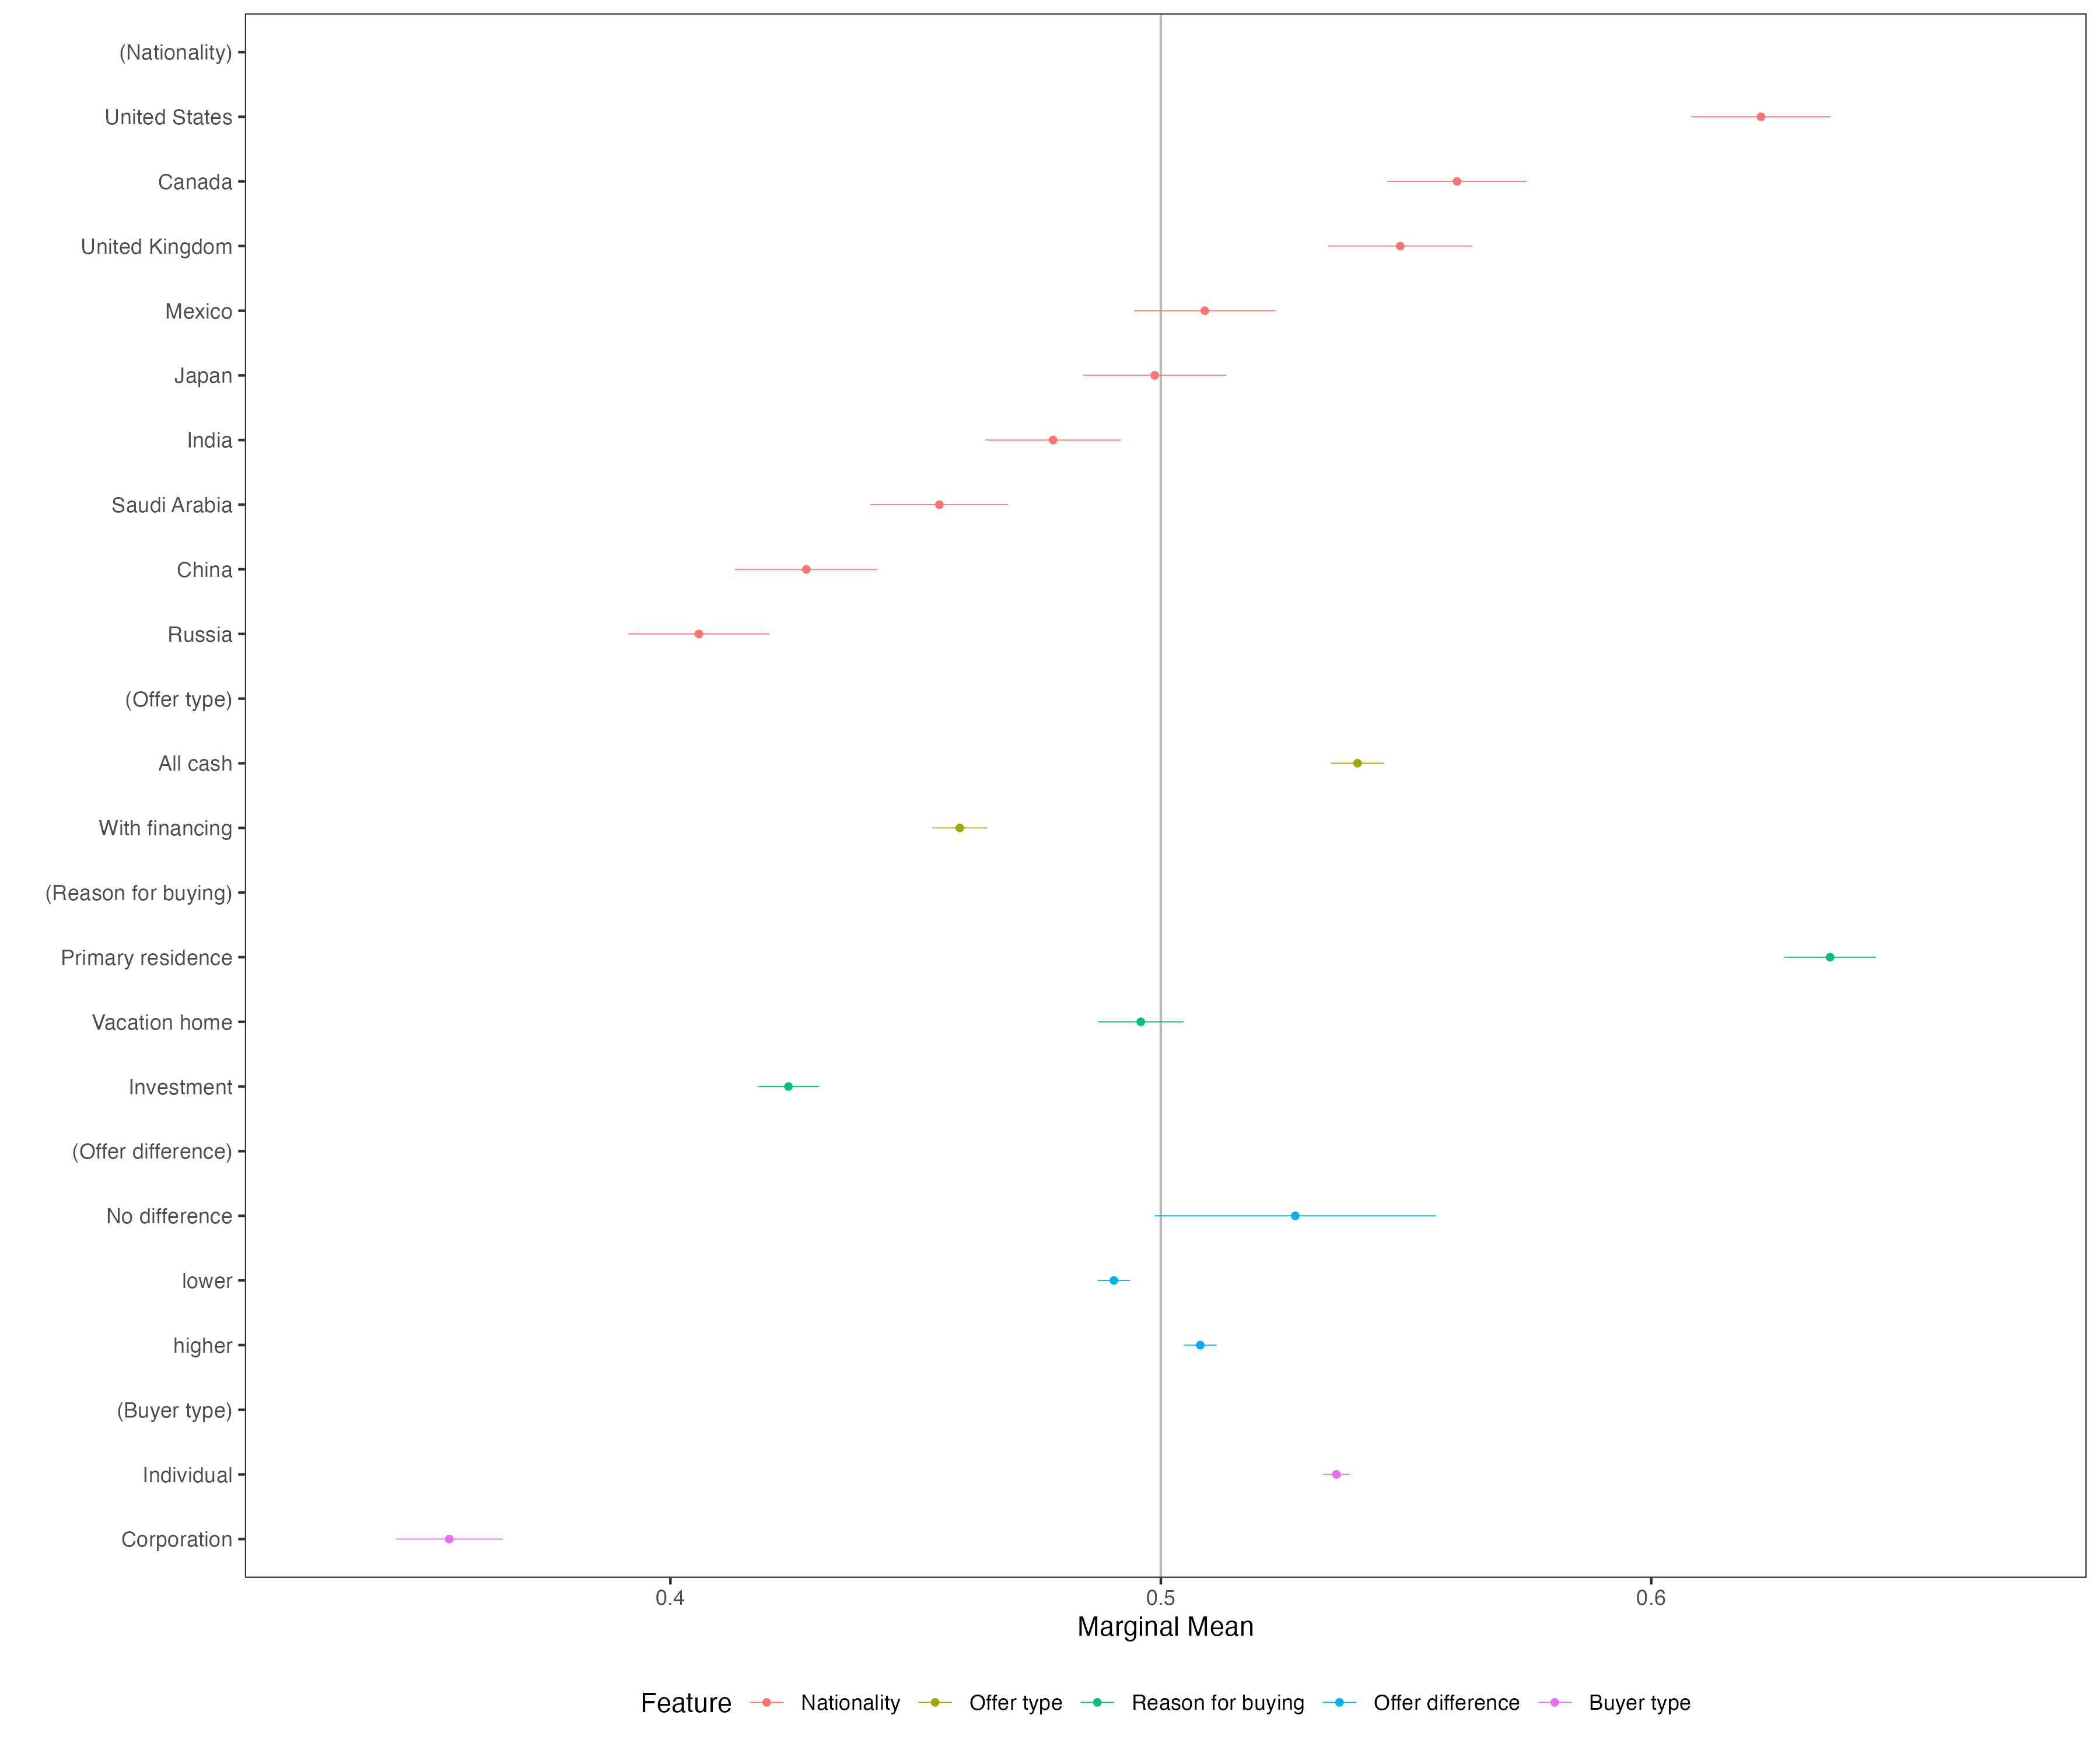 (Nationality)
United States
Canada
United Kingdom
Mexico
Japan
India
Saudi Arabia
China
Russia
(Offer type)
All cash
With financing
(Reason for buying)
Primary residence
Vacation home
Investment
(Offer difference)
No difference
lower
higher
(Buyer type)
Individual
Corporation
0.4 0.5 0.6
Marginal Mean
Feature Nationality Offer type Reason for buying Offer difference Buyer type